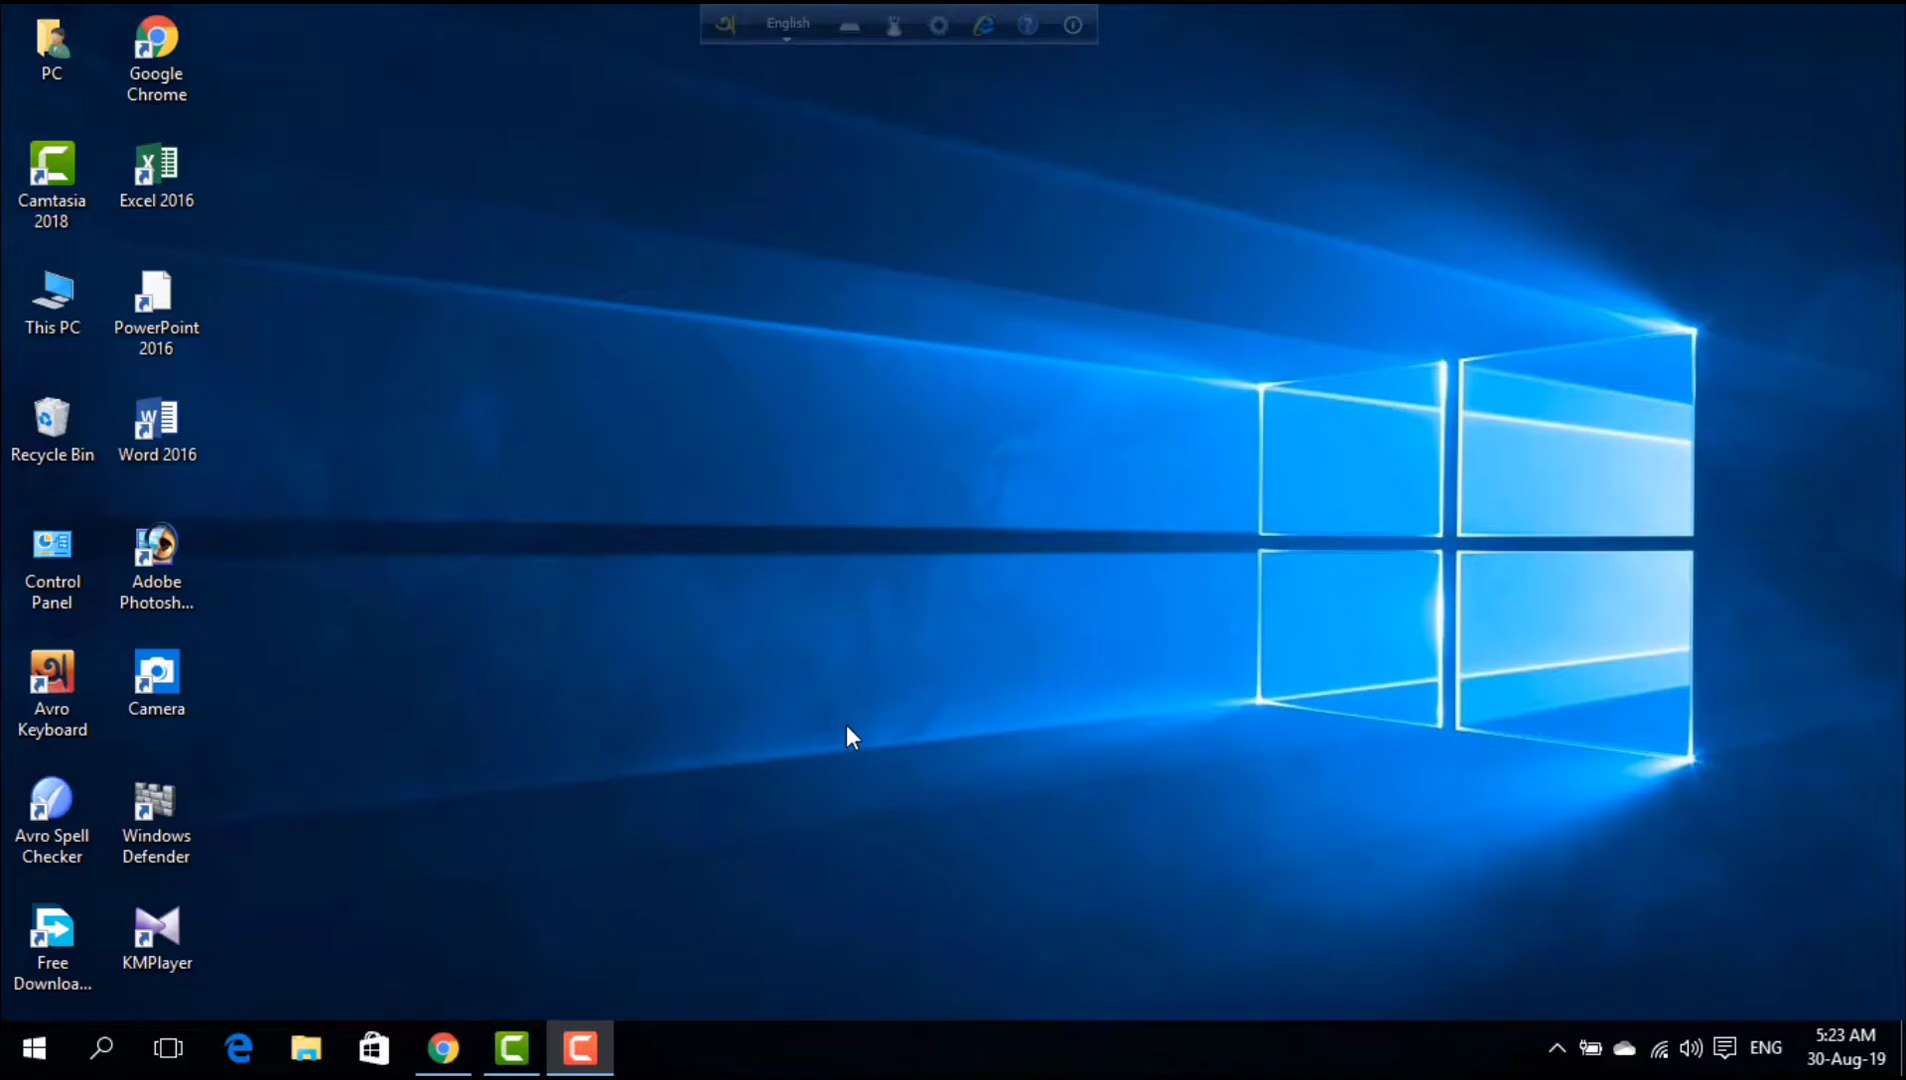 English
PC
Google
Chrome
Camtasia
2018
Excel 2016
This PC
PowerPoint
2016
Recycle Bin
Word 2016
Control
Panel
Adobe
Photosh...
Avro
Keyboard
Camera
Avro Spell
Checker
Windows
Defender
Free
Downloa...
KMPlayer
ENG
5:23 AM
30-Aug-19